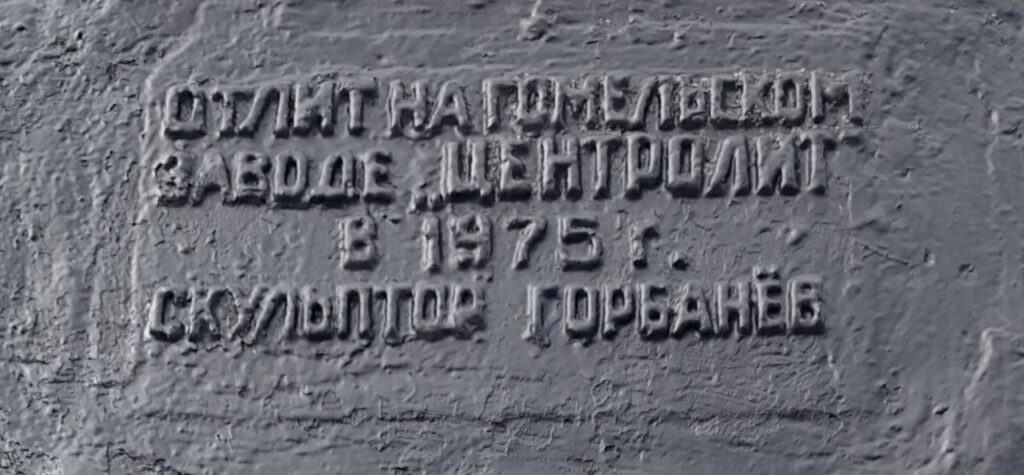 ОТЛИТ НА ГОМЕЛЬСКОМ
ЗАВОДЕ „ЦЕНТРОЛИТ"
В 1975 г.
СКУЛЬПТОР ГОРБАНЁВ